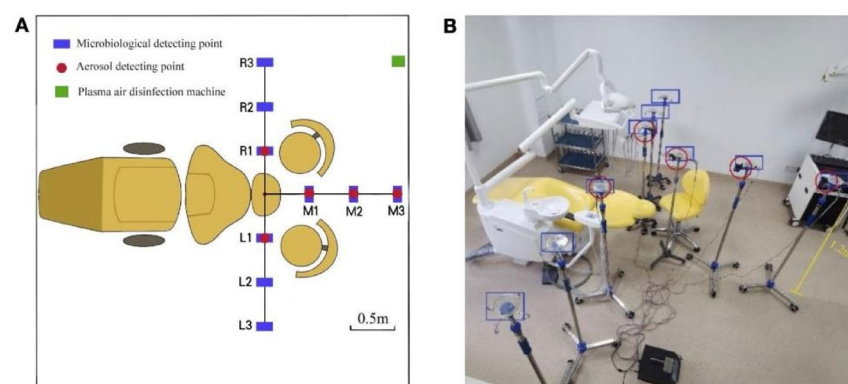 A
Microbiological detecting point
Aerosol detecting point
Plasma air disinfection machine
R3
R2
R1
M1
M2
M3
L1
L2
L3
0.5m
B